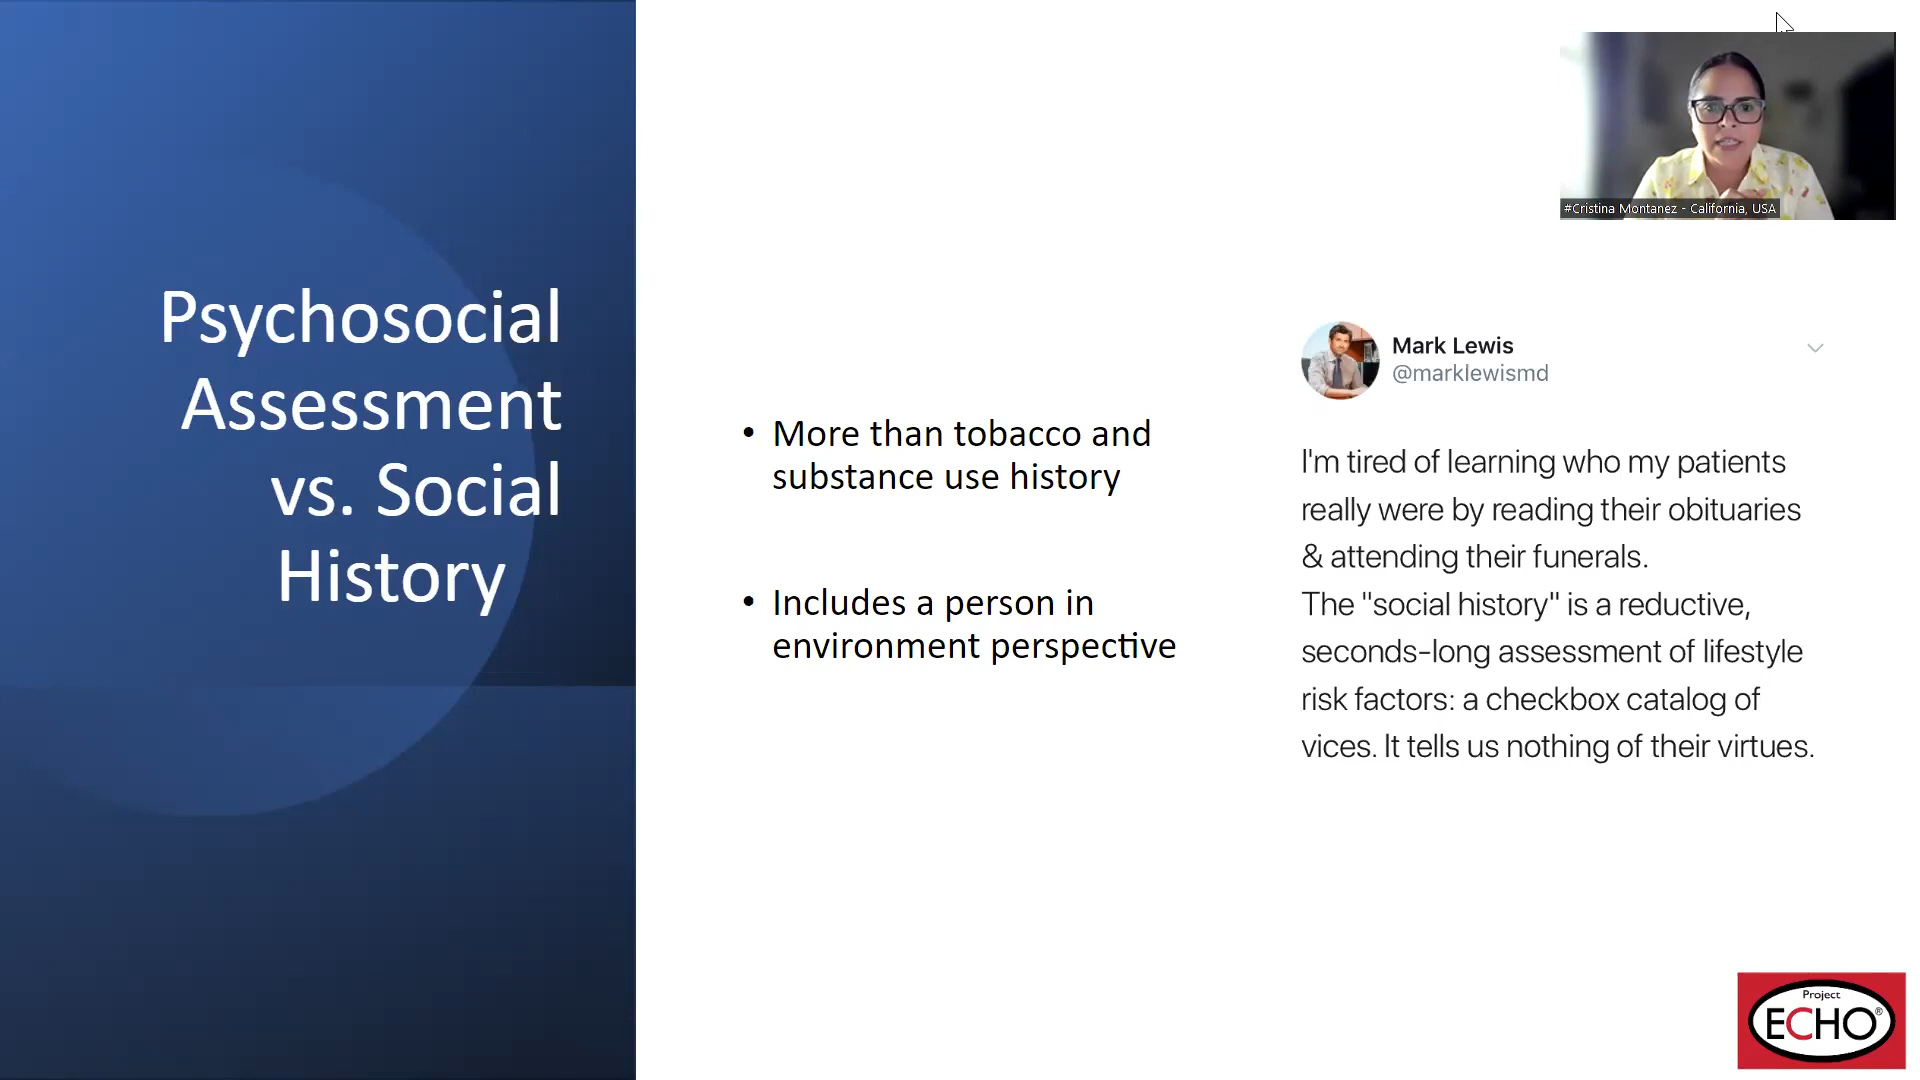 Psychosocial
Assessment
vs. Social
History
• More than tobacco and
substance use history
• Includes a person in
environment perspective
#Cristina Montanez - California, USA
Mark Lewis
@marklewismd
I'm tired of learning who my patients
really were by reading their obituaries
& attending their funerals.
The "social history" is a reductive,
seconds-long assessment of lifestyle
risk factors: a checkbox catalog of
vices. It tells us nothing of their virtues.
Project
ECHO®